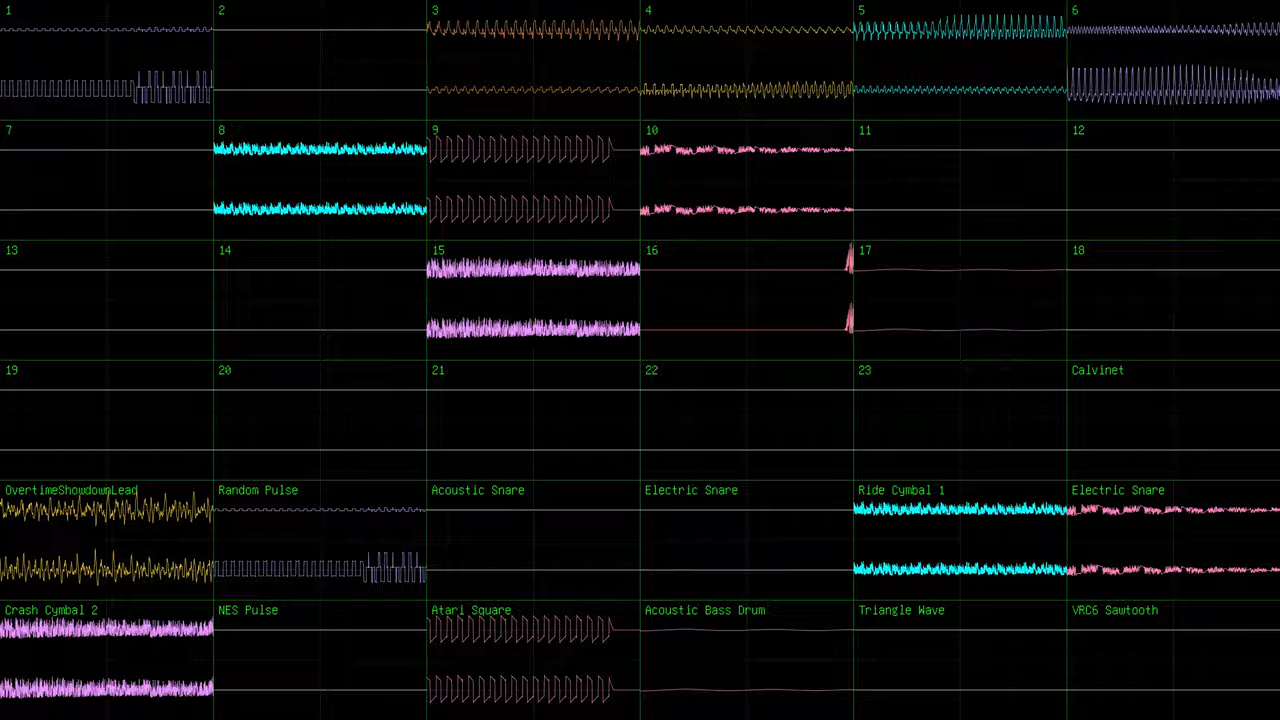 1 2 3 4 5 6
7 8 9 10 11 12
13 14 15 16 17 18
19 20 21 22 23 Calvinet
OvertimeShowdownLead Random Pulse Acoustic Snare Electric Snare Ride Cymbal 1 Electric Snare
Crash Cymbal 2 NES Pulse Atari Square Acoustic Bass Drum Triangle Wave VRC6 Sawtooth